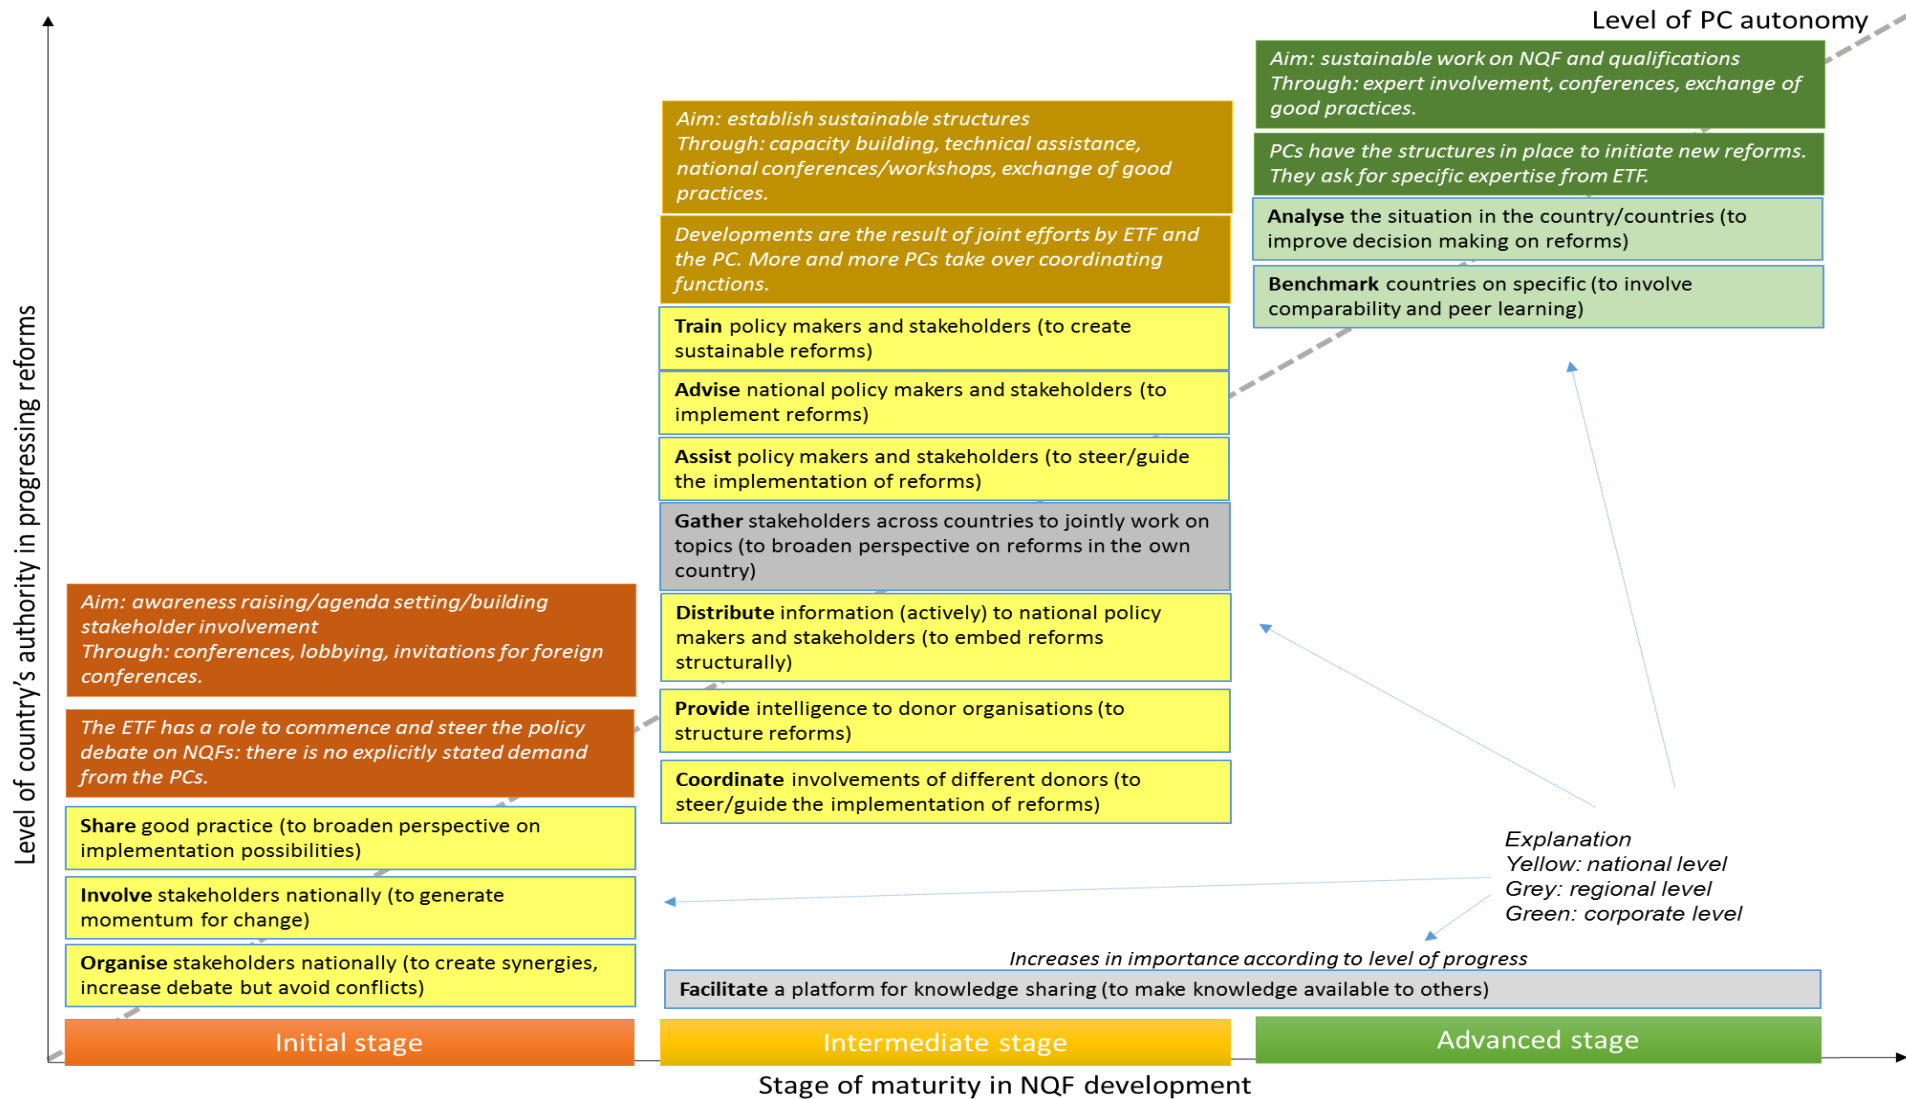 Level of PC autonomy
Level of country's authority in progressing reforms
Aim: awareness raising/agenda setting/building
stakeholder involvement
Through: conferences, lobbying, invitations for foreign
conferences.
The ETF has a role to commence and steer the policy
debate on NQFs: there is no explicitly stated demand
from the PCs.
Share good practice (to broaden perspective on
implementation possibilities)
Involve stakeholders nationally (to generate
momentum for change)
Organise stakeholders nationally (to create synergies,
increase debate but avoid conflicts)
Initial stage
Aim: establish sustainable structures
Through: capacity building, technical assistance,
national conferences/workshops, exchange of good
practices.
Developments are the result of joint efforts by ETF and
the PC. More and more PCs take over coordinating
functions.
Train policy makers and stakeholders (to create
sustainable reforms)
Advise national policy makers and stakeholders (to
implement reforms)
Assist policy makers and stakeholders (to steer/guide
the implementation of reforms)
Gather stakeholders across countries to jointly work on
topics (to broaden perspective on reforms in the own
country)
Distribute information (actively) to national policy
makers and stakeholders (to embed reforms
structurally)
Provide intelligence to donor organisations (to
structure reforms)
Coordinate involvements of different donors (to
steer/guide the implementation of reforms)
Intermediate stage
Aim: sustainable work on NQF and qualifications
Through: expert involvement, conferences, exchange of
good practices.
PCs have the structures in place to initiate new reforms.
They ask for specific expertise from ETF.
Analyse the situation in the country/countries (to
improve decision making on reforms)
Benchmark countries on specific (to involve
comparability and peer learning)
Explanation
Yellow: national level
Grey: regional level
Green: corporate level
Increases in importance according to level of progress
Facilitate a platform for knowledge sharing (to make knowledge available to others)
Advanced stage
Stage of maturity in NQF development